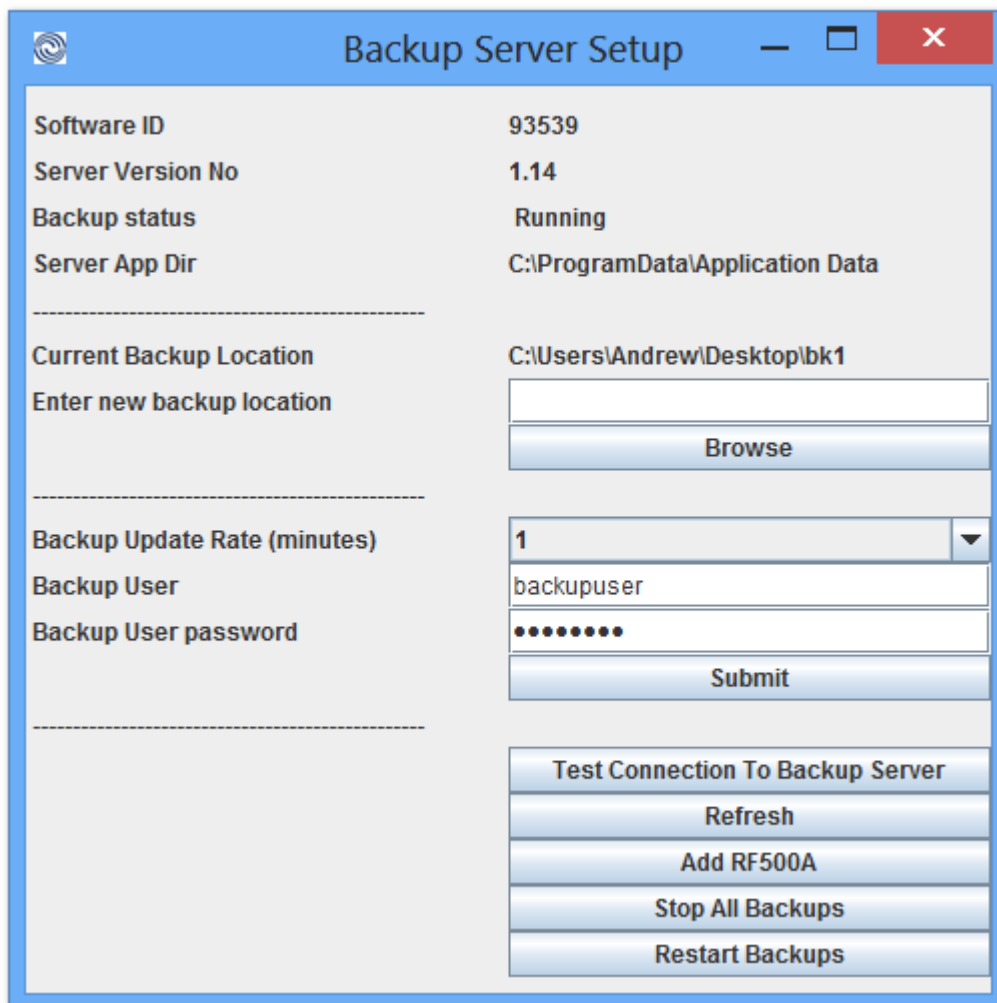 Backup Server Setup
Software ID 93539
Server Version No 1.14
Backup status Running
Server App Dir C:\ProgramData\Application Data
-------------------------------------------------
Current Backup Location C:\Users\Andrew\Desktop\bk1
Enter new backup location
Browse
-------------------------------------------------
Backup Update Rate (minutes) 1
Backup User backupuser
Backup User password ••••••••
Submit
-------------------------------------------------
Test Connection To Backup Server
Refresh
Add RF500A
Stop All Backups
Restart Backups